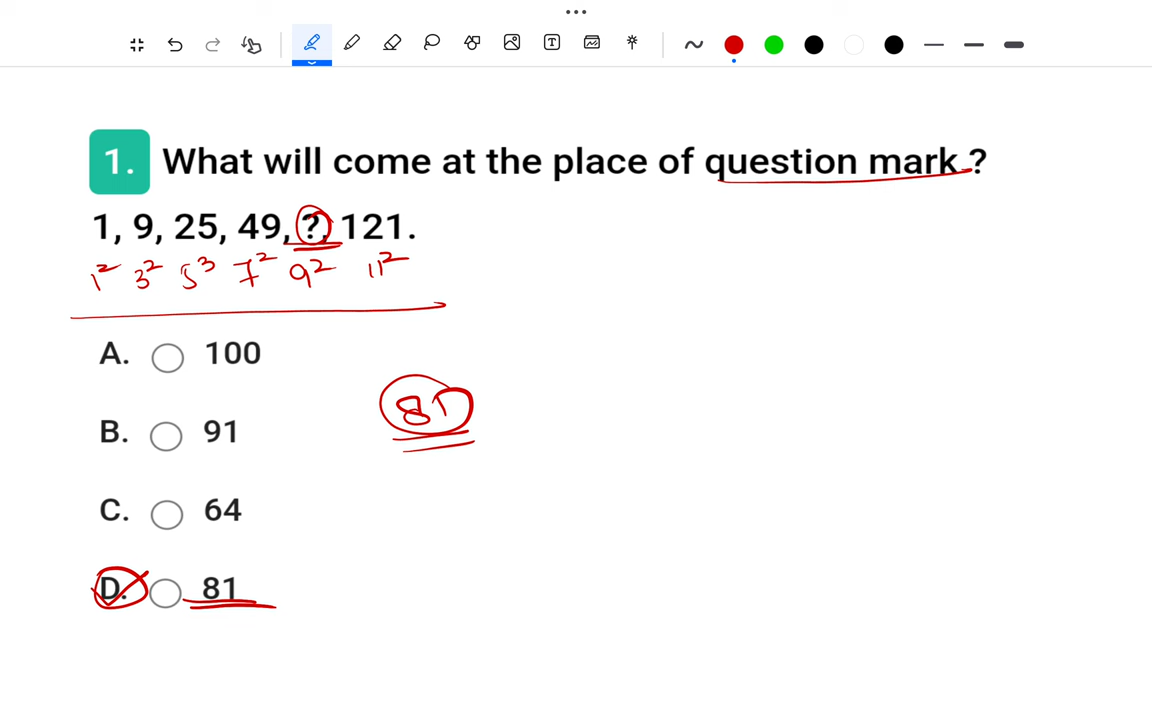 1. What will come at the place of question mark ?
1, 9, 25, 49, ?, 121.
1² 3² 5³ 7² 9² 11²
A. 100
81
B. 91
C. 64
D. 81